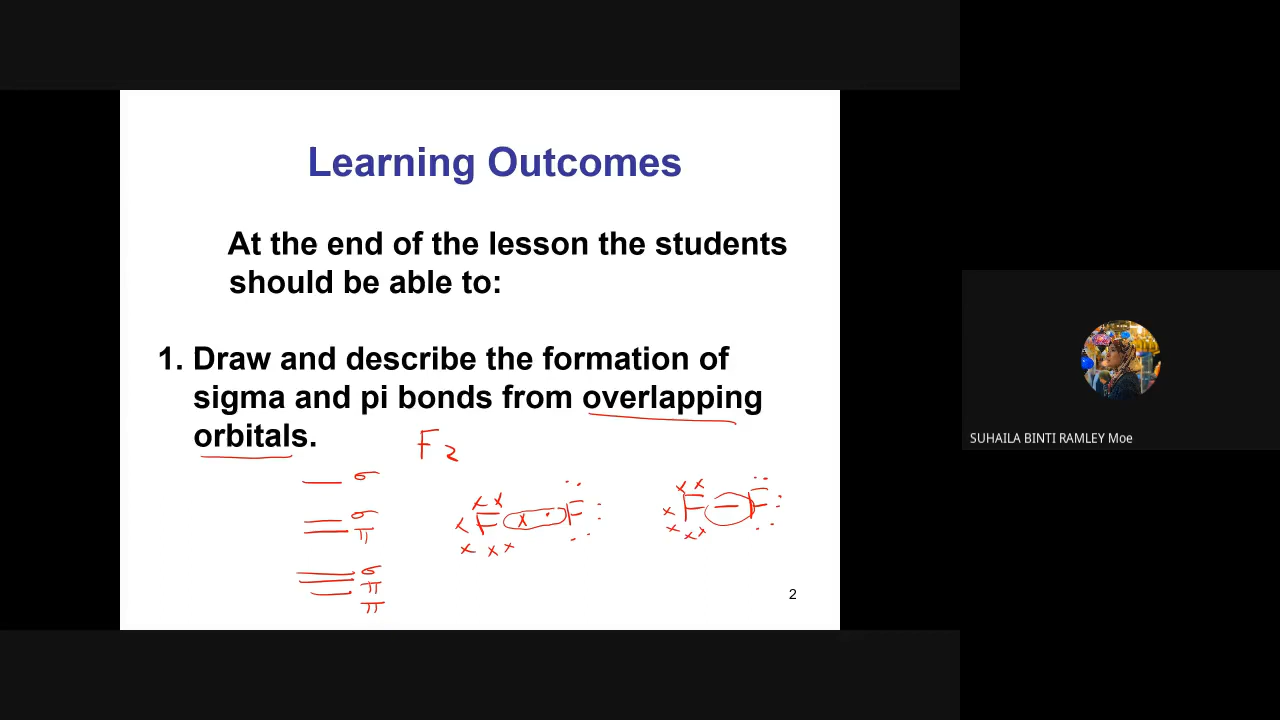 Learning Outcomes
At the end of the lesson the students
should be able to:
1. Draw and describe the formation of
sigma and pi bonds from overlapping
orbitals.
F2
σ
σ
π
σ
π
π
F x · F
F – F
2
SUHAILA BINTI RAMLEY Moe